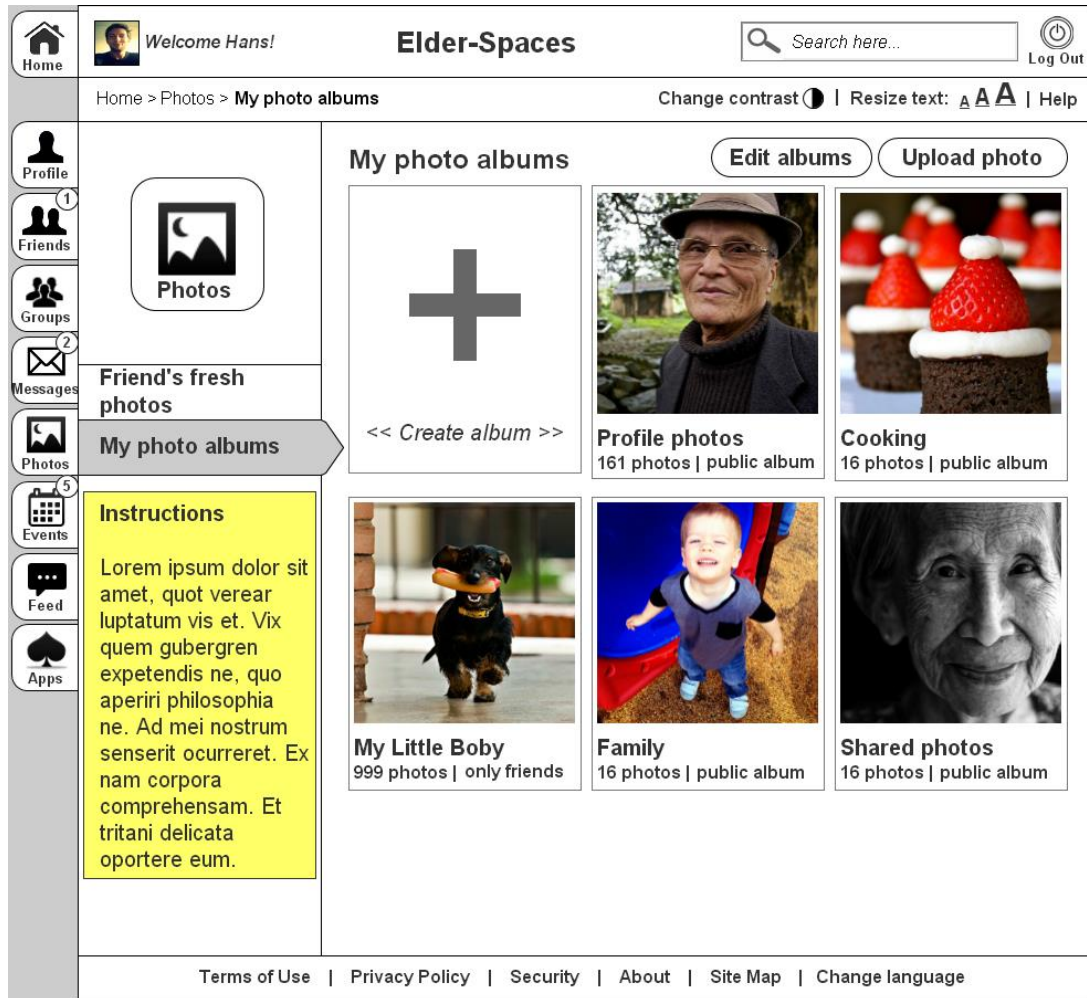 Home
Welcome Hans!
Elder-Spaces
Search here...
Log Out
Home > Photos > My photo albums
Change contrast | Resize text: A A A | Help
Profile
1
Friends
Groups
2
Messages
Photos
5
Events
Feed
Apps
Photos
Friend's fresh
photos
My photo albums
Instructions
Lorem ipsum dolor sit
amet, quot verear
luptatum vis et. Vix
quem gubergren
expetendis ne, quo
aperiri philosophia
ne. Ad mei nostrum
senserit ocurreret. Ex
nam corpora
comprehensam. Et
tritani delicata
oportere eum.
My photo albums
Edit albums
Upload photo
<< Create album >>
Profile photos
161 photos | public album
Cooking
16 photos | public album
My Little Boby
999 photos | only friends
Family
16 photos | public album
Shared photos
16 photos | public album
Terms of Use | Privacy Policy | Security | About | Site Map | Change language